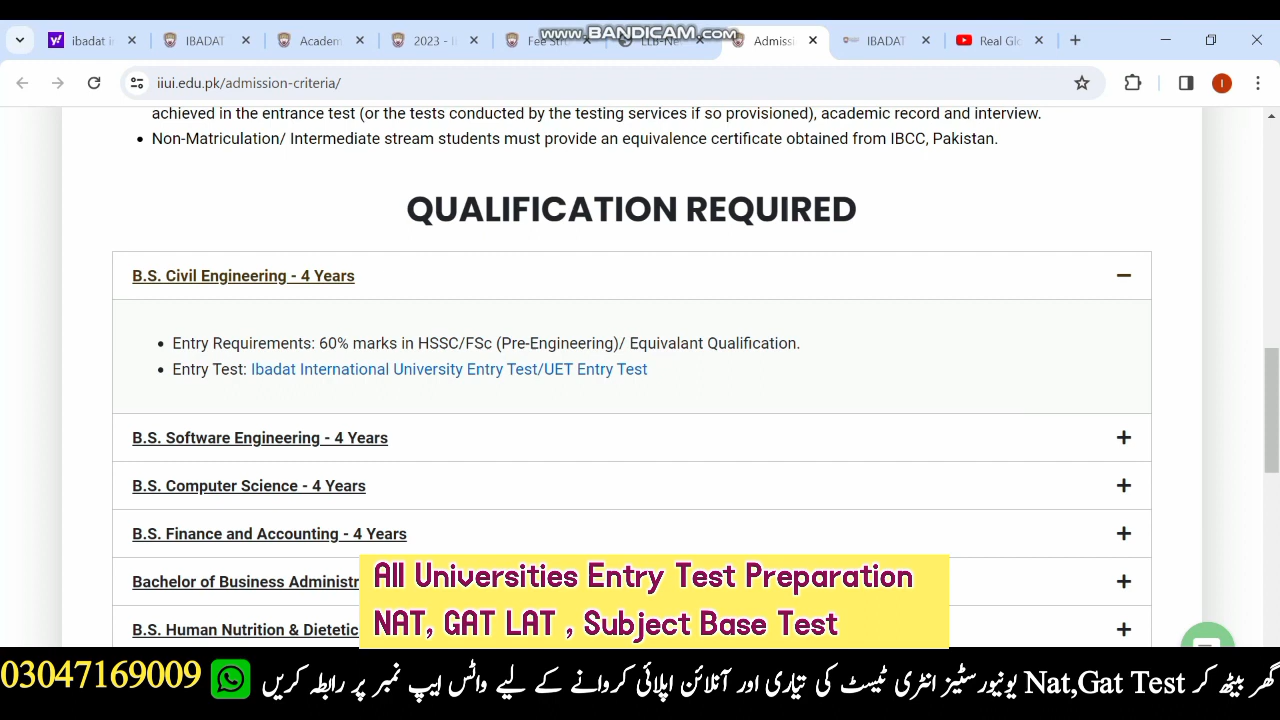 www.BANDICAM.com
ibadat in
IBADAT
Academ
2023 - I
Fee Str
LLB-Ne
Admiss
IBADAT
Real Glo
iiui.edu.pk/admission-criteria/
I
achieved in the entrance test (or the tests conducted by the testing services if so provisioned), academic record and interview.
Non-Matriculation/ Intermediate stream students must provide an equivalence certificate obtained from IBCC, Pakistan.
QUALIFICATION REQUIRED
B.S. Civil Engineering - 4 Years
Entry Requirements: 60% marks in HSSC/FSc (Pre-Engineering)/ Equivalant Qualification.
Entry Test: Ibadat International University Entry Test/UET Entry Test
B.S. Software Engineering - 4 Years
B.S. Computer Science - 4 Years
B.S. Finance and Accounting - 4 Years
Bachelor of Business Administr
B.S. Human Nutrition & Dietetic
All Universities Entry Test Preparation
NAT, GAT LAT , Subject Base Test
گھر بیٹھ کر Nat,Gat Test یونیورسٹیز انٹری ٹیسٹ کی تیاری اور آنلائن اپلائی کروانے کے لیے واٹس ایپ نمبر پر رابطہ کریں 03047169009